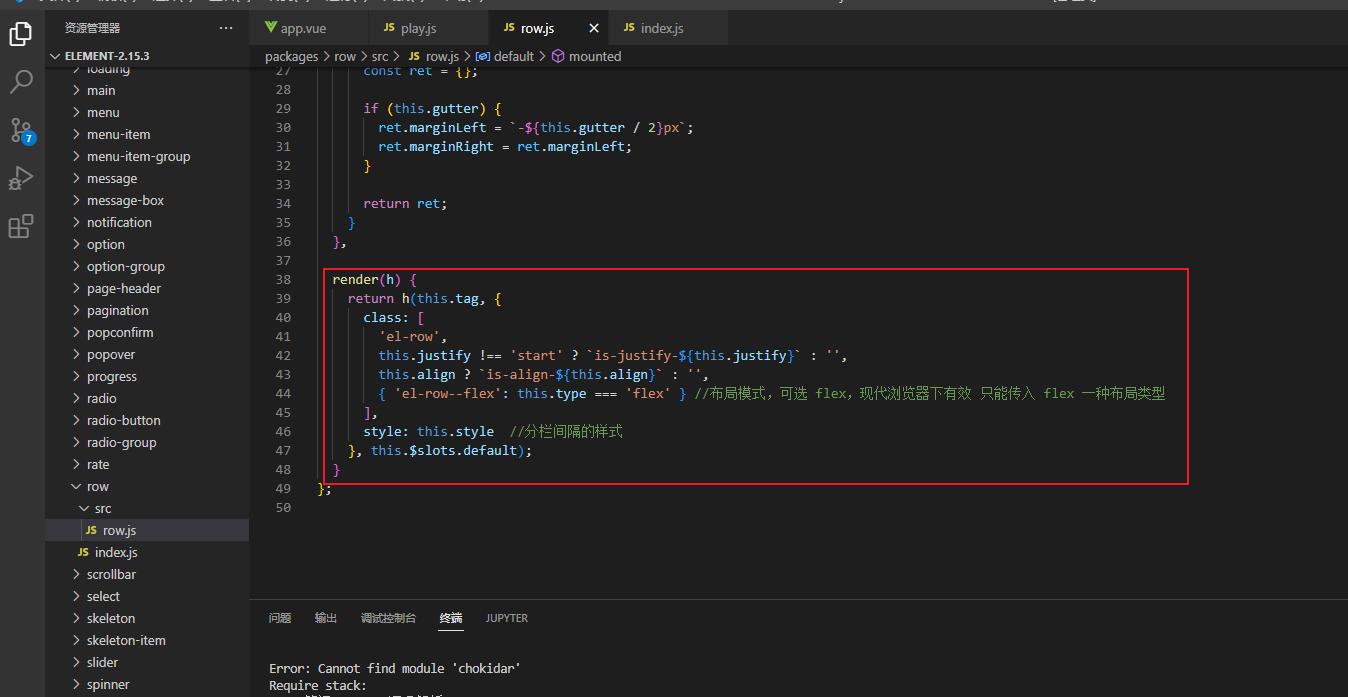 资源管理器
ELEMENT-2.15.3
loading
main
menu
menu-item
menu-item-group
message
message-box
notification
option
option-group
page-header
pagination
popconfirm
popover
progress
radio
radio-button
radio-group
rate
row
src
JS row.js
JS index.js
scrollbar
select
skeleton
skeleton-item
slider
spinner
7
app.vue JS play.js JS row.js JS index.js
packages > row > src > JS row.js > default > mounted
27 const ret = {};
28
29 if (this.gutter) {
30 ret.marginLeft = `-${this.gutter / 2}px`;
31 ret.marginRight = ret.marginLeft;
32 }
33
34 return ret;
35 }
36 },
37
38 render(h) {
39 return h(this.tag, {
40 class: [
41 'el-row',
42 this.justify !== 'start' ? `is-justify-${this.justify}` : '',
43 this.align ? `is-align-${this.align}` : '',
44 { 'el-row--flex': this.type === 'flex' } //布局模式，可选 flex，现代浏览器下有效 只能传入 flex 一种布局类型
45 ],
46 style: this.style //分栏间隔的样式
47 }, this.$slots.default);
48 }
49 };
50
问题 输出 调试控制台 终端 JUPYTER
Error: Cannot find module 'chokidar'
Require stack: